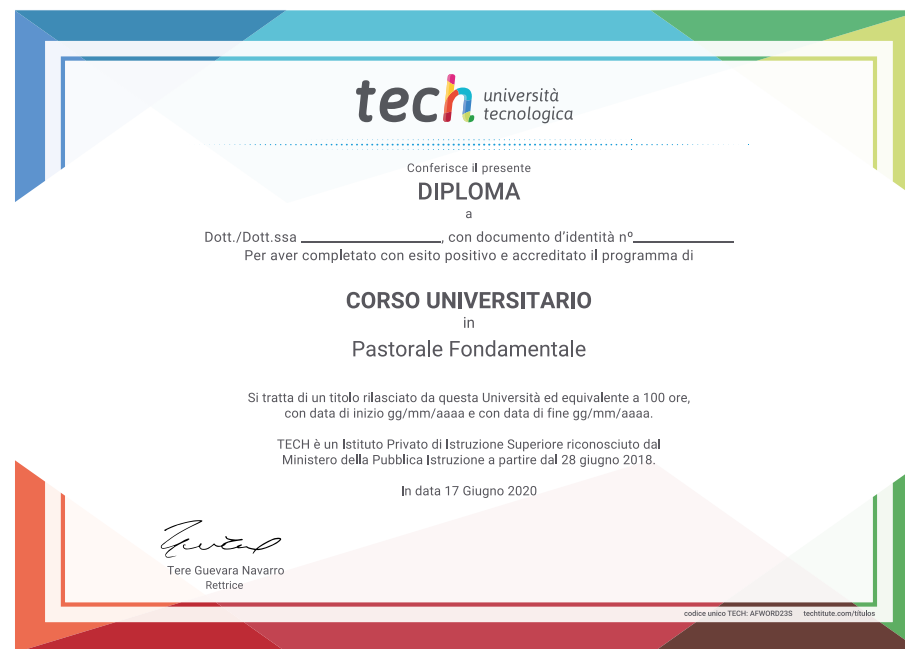 tech università
tecnologica
Conferisce il presente
DIPLOMA
a
Dott./Dott.ssa ____________________, con documento d'identità nº______________
Per aver completato con esito positivo e accreditato il programma di
CORSO UNIVERSITARIO
in
Pastorale Fondamentale
Si tratta di un titolo rilasciato da questa Università ed equivalente a 100 ore,
con data di inizio gg/mm/aaaa e con data di fine gg/mm/aaaa.
TECH è un Istituto Privato di Istruzione Superiore riconosciuto dal
Ministero della Pubblica Istruzione a partire dal 28 giugno 2018.
In data 17 Giugno 2020
Tere Guevara Navarro
Rettrice
codice unico TECH: AFWORD23S techtitute.com/titulos